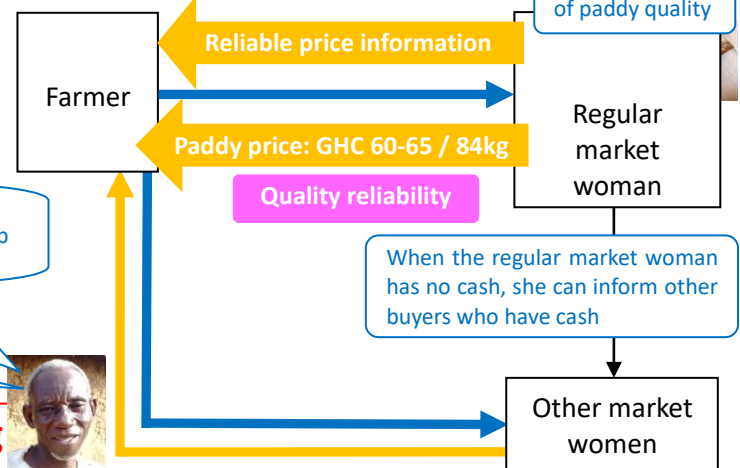 of paddy quality
Reliable price information
Farmer
Regular
market
woman
Paddy price: GHC 60-65 / 84kg
Quality reliability
When the regular market woman
has no cash, she can inform other
buyers who have cash
Other market
women